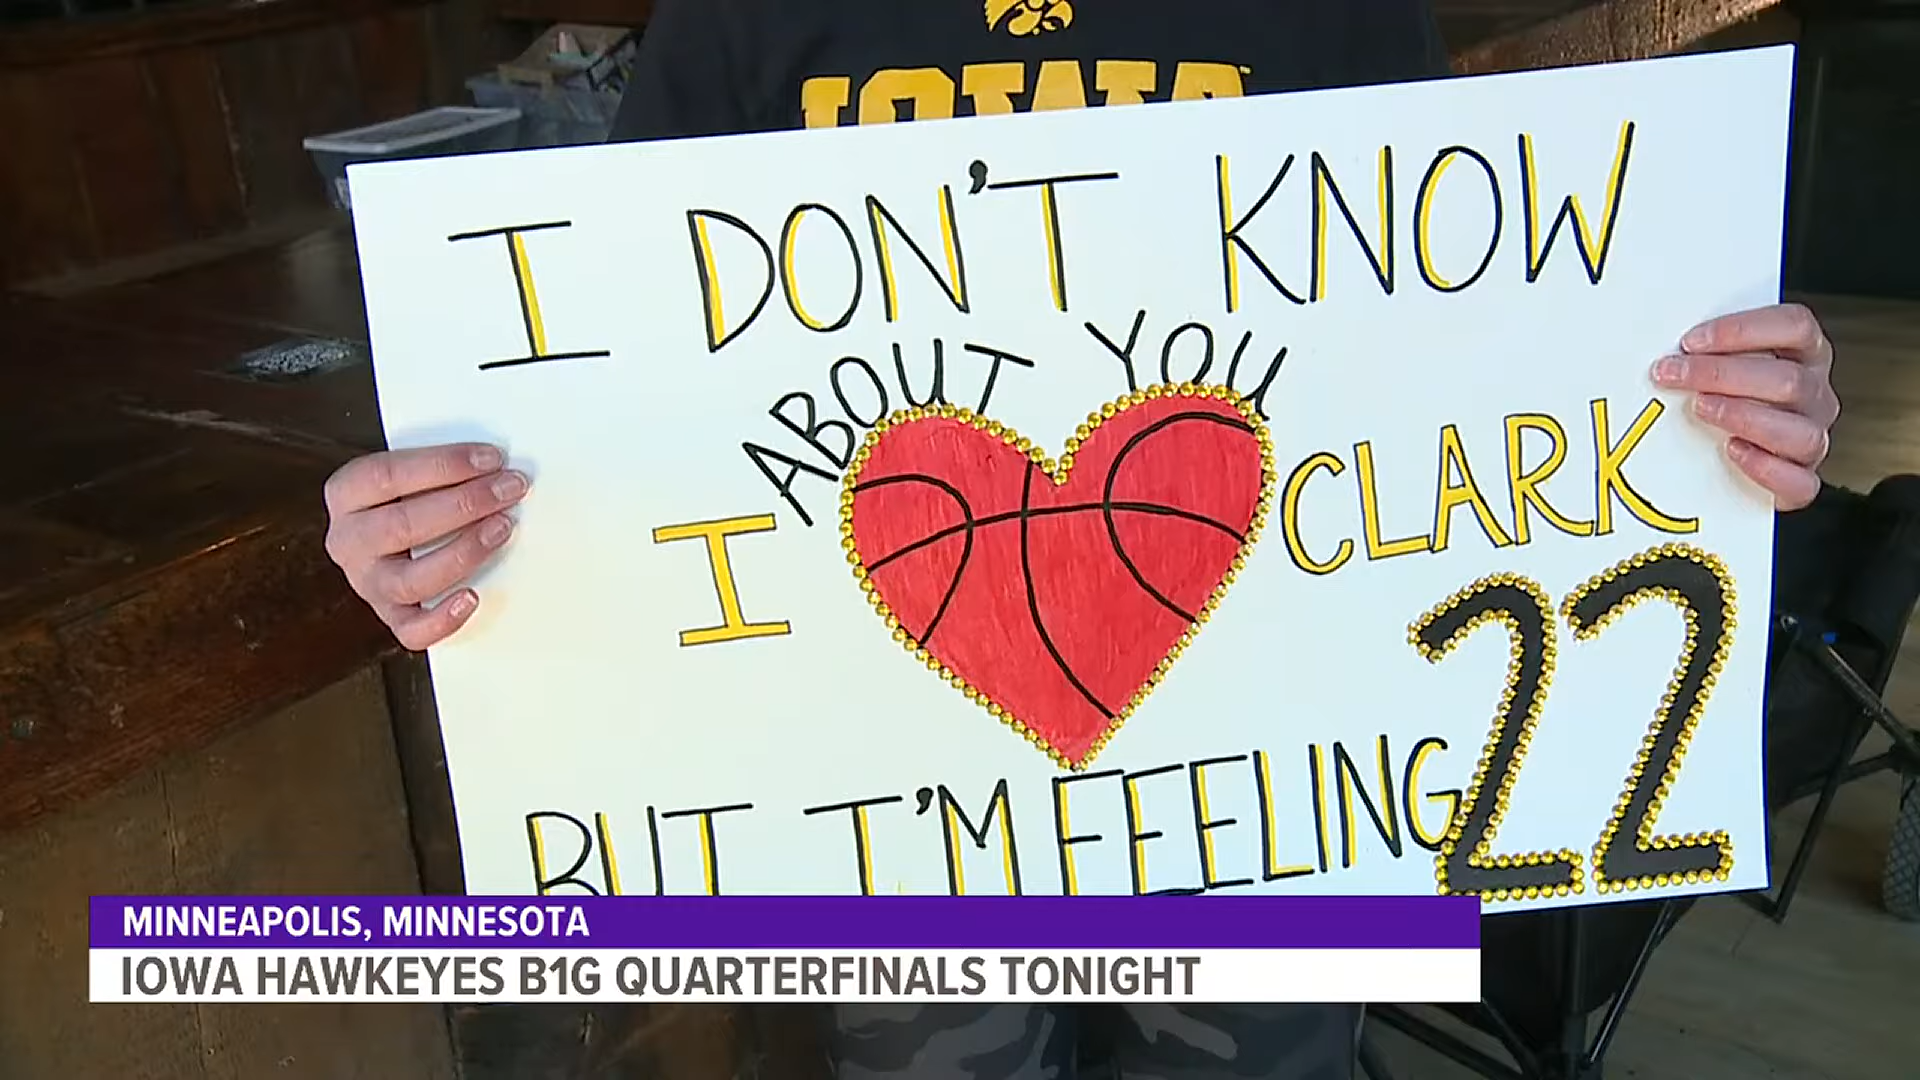 IOWA
I DON'T KNOW
ABOUT YOU
I CLARK
BUT I'M FEELING 22
MINNEAPOLIS, MINNESOTA
IOWA HAWKEYES B1G QUARTERFINALS TONIGHT